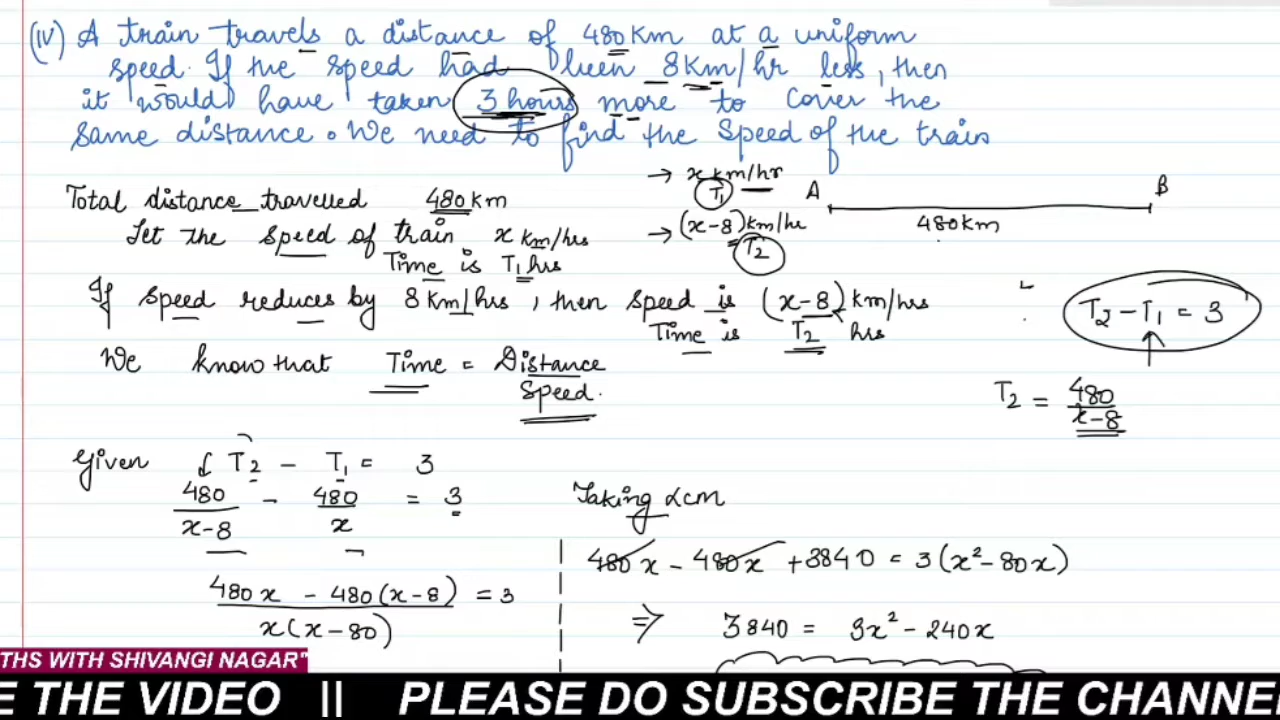 (IV) A train travels a distance of 480 Km at a uniform
speed. If the speed had been 8 Km/hr less, then
it would have taken 3 hours more to cover the
same distance. We need to find the Speed of the train
→ x km/hr
T₁
A B
Total distance travelled 480 km
→ (x-8) km/hr
T₂
480km
Let the speed of train x km/hrs
Time is T₁ hrs
If speed reduces by 8 Km/hrs, then speed is (x-8) km/hrs
Time is T₂ hrs
T₂ - T₁ = 3
We know that Time = Distance
Speed.
T₂ = 480
x-8
Given T₂ - T₁ = 3
480 - 480 = 3
x-8 x
Taking Lcm
480x - 480x + 3840 = 3(x² - 80x)
480x - 480(x-8) = 3
x(x-80)
⇒ 3840 = 3x² - 240x
THS WITH SHIVANGI NAGAR"
E THE VIDEO || PLEASE DO SUBSCRIBE THE CHANNE